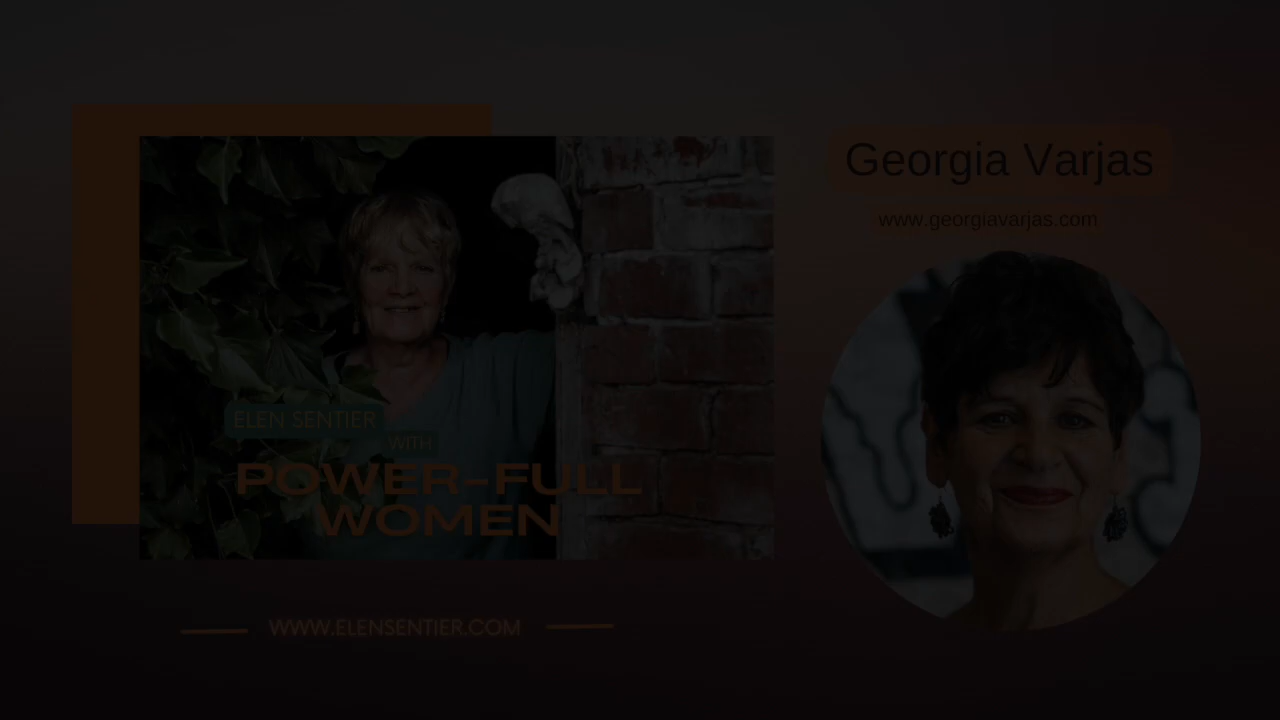 ELEN SENTIER
WITH
POWER-FULL
WOMEN
WWW.ELENSENTIER.COM
Georgia Varjas
www.georgiavarjas.com